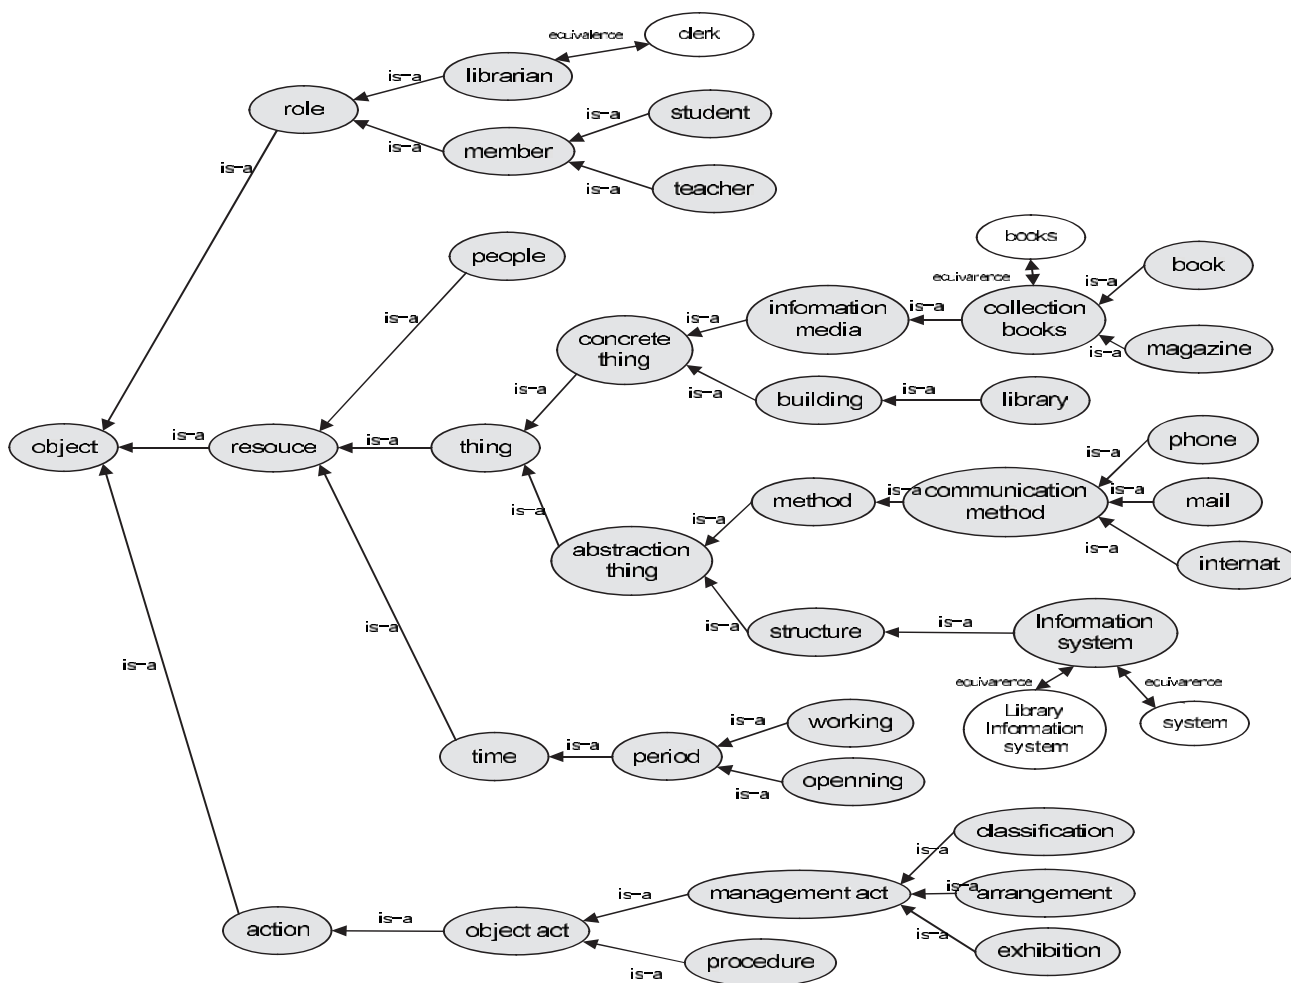 equivalence
clerk
is-a
librarian
role
is-a
student
is-a
member
is-a
is-a
teacher
is-a
people
is-a
books
equivarence
is-a
book
information
media
is-a
collection
books
is-a
concrete
thing
is-a
magazine
is-a
is-a
building
is-a
library
object
is-a
resouce
is-a
thing
phone
is-a
method
is-a
communication
method
is-a
mail
is-a
is-a
abstraction
thing
is-a
internat
is-a
structure
is-a
Information
system
is-a
equivarence
equivarence
Library
Information
system
system
is-a
is-a
working
time
is-a
period
is-a
openning
classification
is-a
is-a
management act
is-a
arrangement
action
is-a
object act
is-a
exhibition
is-a
procedure